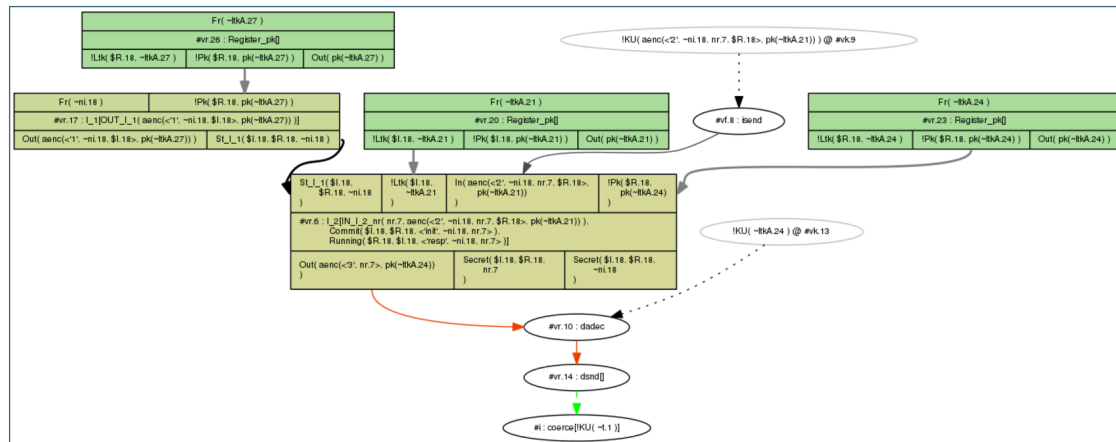 Fr( ~ltkA.27 )
#vr.26 : Register_pk[]
!Ltk( $R.18, ~ltkA.27 ) !Pk( $R.18, pk(~ltkA.27) ) Out( pk(~ltkA.27) )
!KU( aenc(<'2', ~ni.18, nr.7, $R.18>, pk(~ltkA.21)) ) @ #vk.9
Fr( ~ni.18 ) !Pk( $R.18, pk(~ltkA.27) )
#vr.17 : I_1[OUT_I_1( aenc(<'1', ~ni.18, $I.18>, pk(~ltkA.27)) )]
Out( aenc(<'1', ~ni.18, $I.18>, pk(~ltkA.27)) ) St_I_1( $I.18, $R.18, ~ni.18 )
Fr( ~ltkA.21 )
#vr.20 : Register_pk[]
!Ltk( $I.18, ~ltkA.21 ) !Pk( $I.18, pk(~ltkA.21) ) Out( pk(~ltkA.21) )
#vf.8 : isend
Fr( ~ltkA.24 )
#vr.23 : Register_pk[]
!Ltk( $R.18, ~ltkA.24 ) !Pk( $R.18, pk(~ltkA.24) ) Out( pk(~ltkA.24) )
St_I_1( $I.18, !Ltk( $I.18, In( aenc(<'2', ~ni.18, nr.7, $R.18>, !Pk( $R.18,
$R.18, ~ni.18 ~ltkA.21 pk(~ltkA.21)) pk(~ltkA.24)
) ) ) )
#vr.6 : I_2[IN_I_2_nr( nr.7, aenc(<'2', ~ni.18, nr.7, $R.18>, pk(~ltkA.21)) ),
Commit( $I.18, $R.18, <'init', ~ni.18, nr.7> ),
Running( $R.18, $I.18, <'resp', ~ni.18, nr.7> )]
Out( aenc(<'3', nr.7>, pk(~ltkA.24)) Secret( $I.18, $R.18, Secret( $I.18, $R.18,
) nr.7 ~ni.18
) )
!KU( ~ltkA.24 ) @ #vk.13
#vr.10 : dadec
#vr.14 : dsnd[]
#i : coerce[!KU( ~t.1 )]